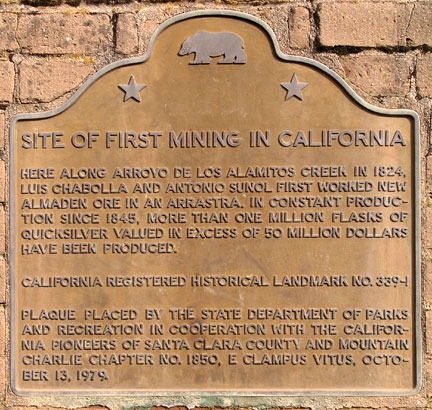 SITE OF FIRST MINING IN CALIFORNIA
HERE ALONG ARROYO DE LOS ALAMITOS CREEK IN 1824,
LUIS CHABOLLA AND ANTONIO SUNOL FIRST WORKED NEW
ALMADEN ORE IN AN ARRASTRA. IN CONSTANT PRODUC-
TION SINCE 1845, MORE THAN ONE MILLION FLASKS OF
QUICKSILVER VALUED IN EXCESS OF 50 MILLION DOLLARS
HAVE BEEN PRODUCED.
CALIFORNIA REGISTERED HISTORICAL LANDMARK NO. 339-1
PLAQUE PLACED BY THE STATE DEPARTMENT OF PARKS
AND RECREATION IN COOPERATION WITH THE CALIFOR-
NIA PIONEERS OF SANTA CLARA COUNTY AND MOUNTAIN
CHARLIE CHAPTER NO. 1850, E CLAMPUS VITUS, OCTO-
BER 13, 1979.